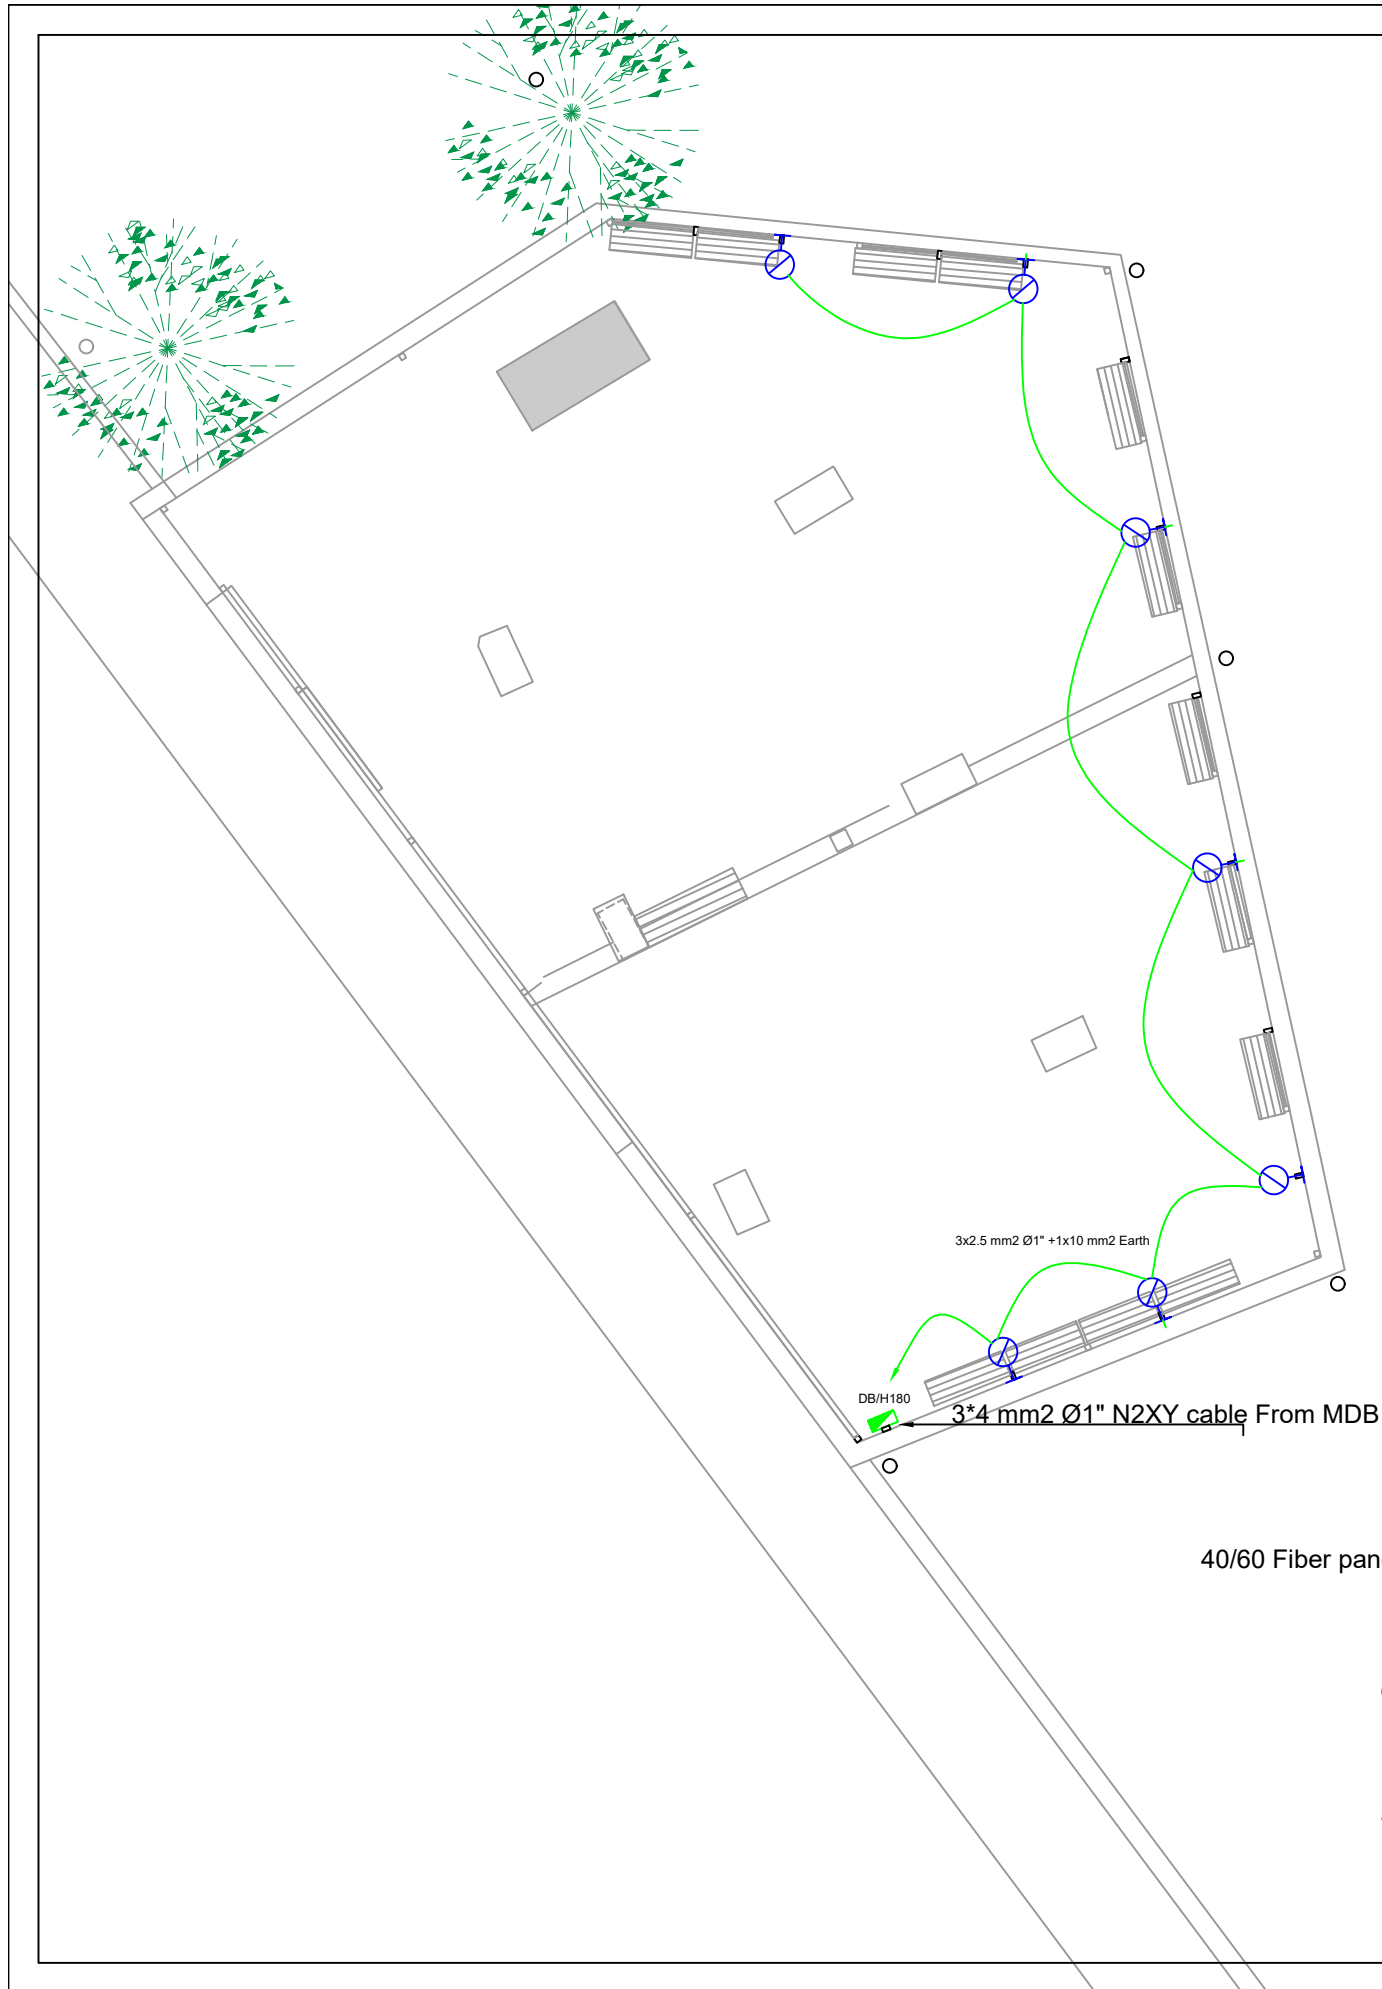 3x2.5 mm2 Ø1" +1x10 mm2 Earth
DB/H180
3*4 mm2 Ø1" N2XY cable From MDB
40/60 Fiber